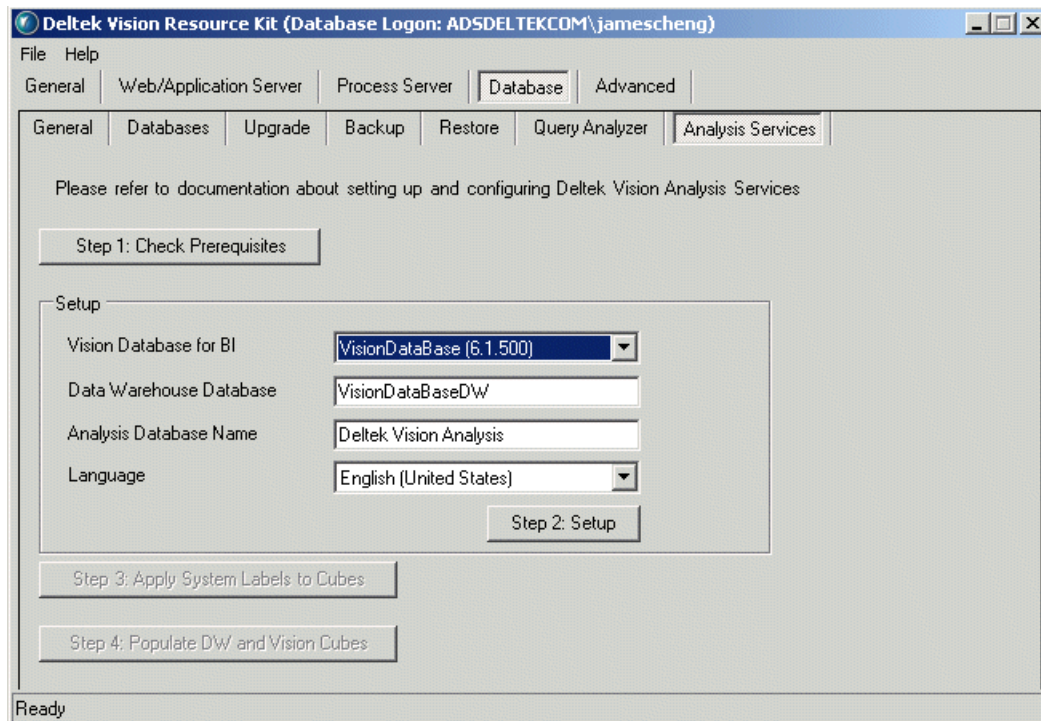 Deltek Vision Resource Kit (Database Logon: ADSDELTEKCOM\jamescheng)
File Help
General Web/Application Server Process Server Database Advanced
General Databases Upgrade Backup Restore Query Analyzer Analysis Services
Please refer to documentation about setting up and configuring Deltek Vision Analysis Services
Step 1: Check Prerequisites
Setup
Vision Database for BI VisionDataBase (6.1.500)
Data Warehouse Database VisionDataBaseDW
Analysis Database Name Deltek Vision Analysis
Language English (United States)
Step 2: Setup
Step 3: Apply System Labels to Cubes
Step 4: Populate DW and Vision Cubes
Ready